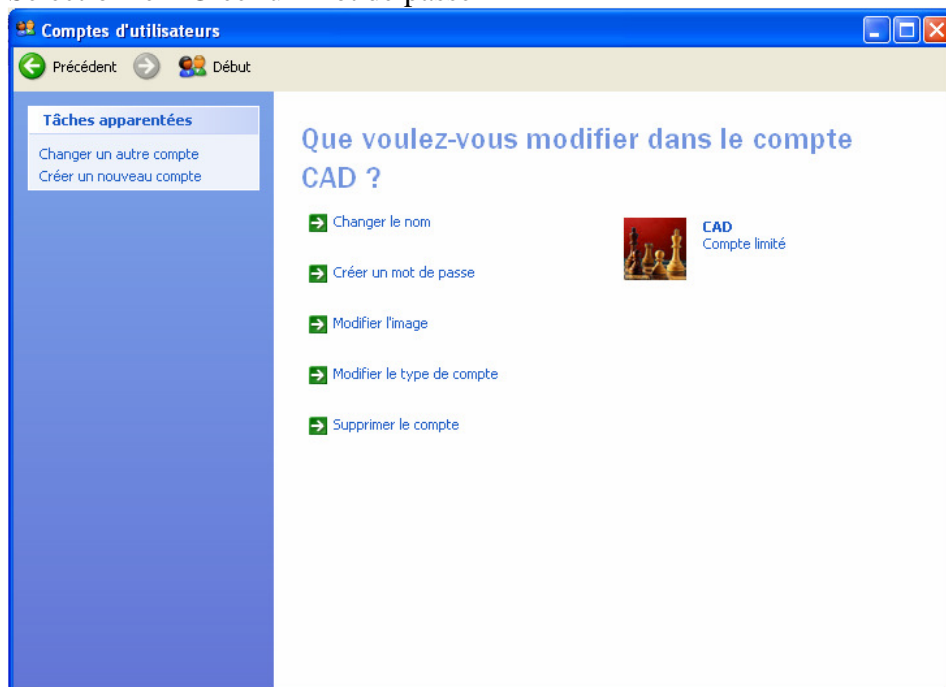 Comptes d'utilisateurs
Précédent
Début
Tâches apparentées
Changer un autre compte
Créer un nouveau compte
Que voulez-vous modifier dans le compte
CAD ?
Changer le nom
CAD
Compte limité
Créer un mot de passe
Modifier l'image
Modifier le type de compte
Supprimer le compte